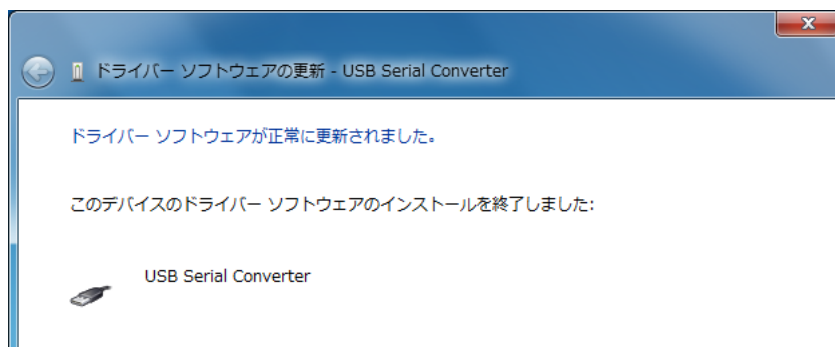 ドライバー ソフトウェアの更新 - USB Serial Converter
ドライバー ソフトウェアが正常に更新されました。
このデバイスのドライバー ソフトウェアのインストールを終了しました:
USB Serial Converter